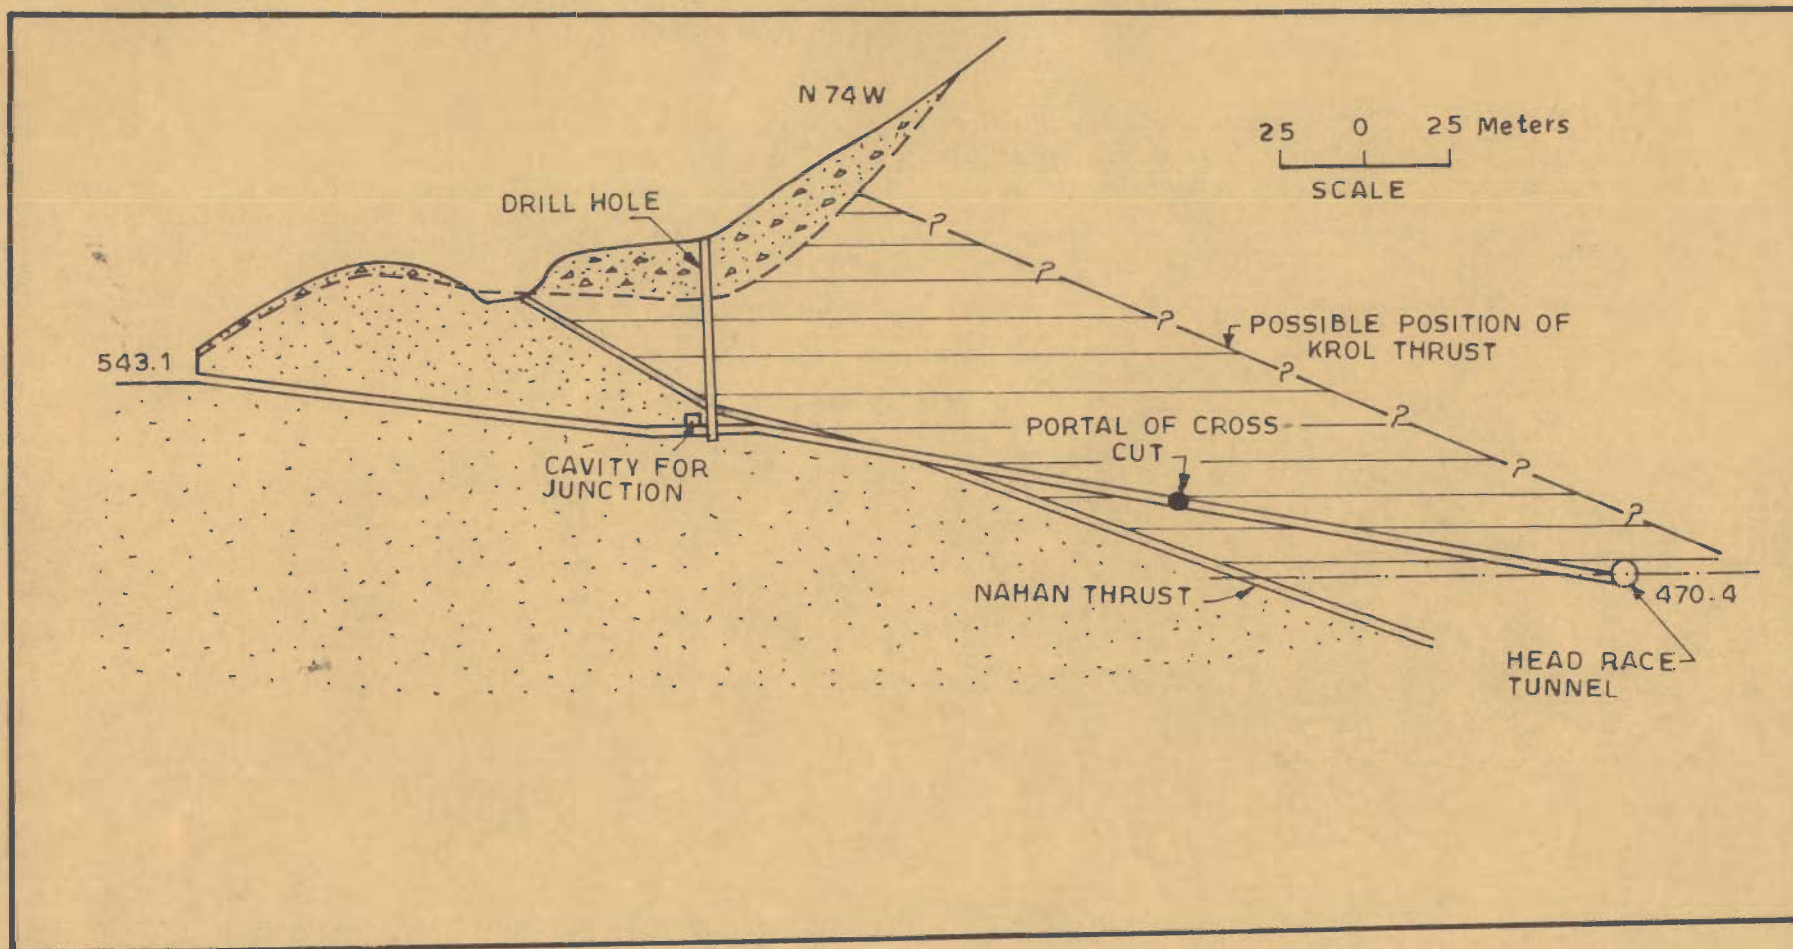 N 74 W
25 0 25 Meters
SCALE
DRILL HOLE
?
?
?
POSSIBLE POSITION OF
KROL THRUST
543.1
?
?
PORTAL OF CROSS
CUT
CAVITY FOR
JUNCTION
?
?
NAHAN THRUST
470.4
HEAD RACE
TUNNEL